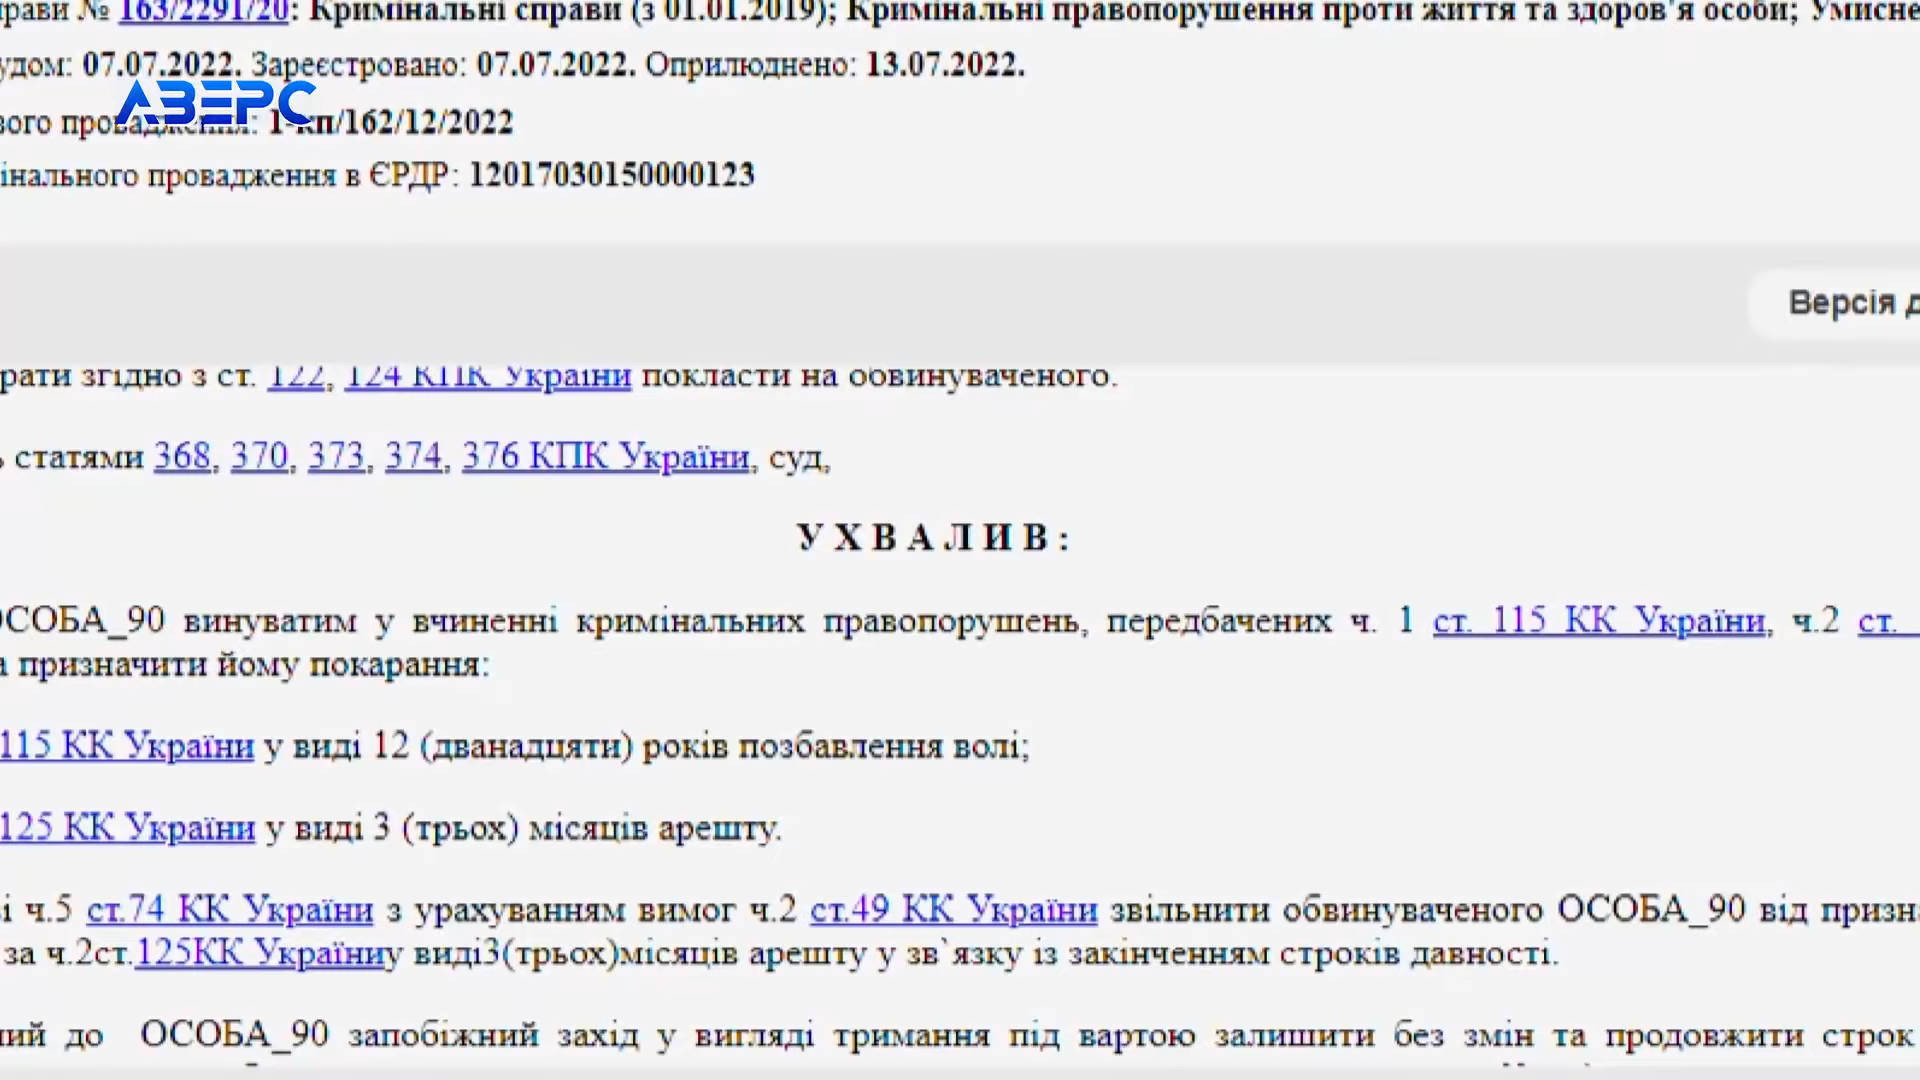 прави № 163/2291/20: Кримінальні справи (з 01.01.2019); Кримінальні правопорушення проти життя та здоров'я особи; Умисне
удом: 07.07.2022. Зареєстровано: 07.07.2022. Оприлюднено: 13.07.2022.
АВЕРС
вого провадження: 1-кп/162/12/2022
інального провадження в ЄРДР: 12017030150000123
Версія д
рати згідно з ст. 122, 124 КПК України покласти на обвинуваченого.
ь статями 368, 370, 373, 374, 376 КПК України, суд,
У Х В А Л И В :
ОСОБА_90 винуватим у вчиненні кримінальних правопорушень, передбачених ч. 1 ст. 115 КК України, ч.2 ст.
а призначити йому покарання:
115 КК України у виді 12 (дванадцяти) років позбавлення волі;
125 КК України у виді 3 (трьох) місяців арешту.
і ч.5 ст.74 КК України з урахуванням вимог ч.2 ст.49 КК України звільнити обвинуваченого ОСОБА_90 від призн
за ч.2ст.125КК Україниу виді3(трьох)місяців арешту у зв`язку із закінченням строків давності.
ний до ОСОБА_90 запобіжний захід у вигляді тримання під вартою залишити без змін та продовжити строк